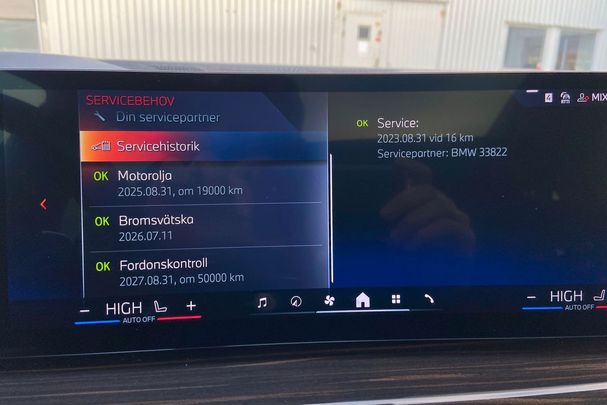 SERVICEBEHOV
Din servicepartner
Servicehistorik
OK Motorolja
2025.08.31, om 19000 km
OK Bromsvätska
2026.07.11
OK Fordonskontroll
2027.08.31, om 50000 km
OK Service:
2023.08.31 vid 16 km
Servicepartner: BMW 33822
4 MIX
− HIGH +
AUTO OFF
− HIGH
AUTO OFF